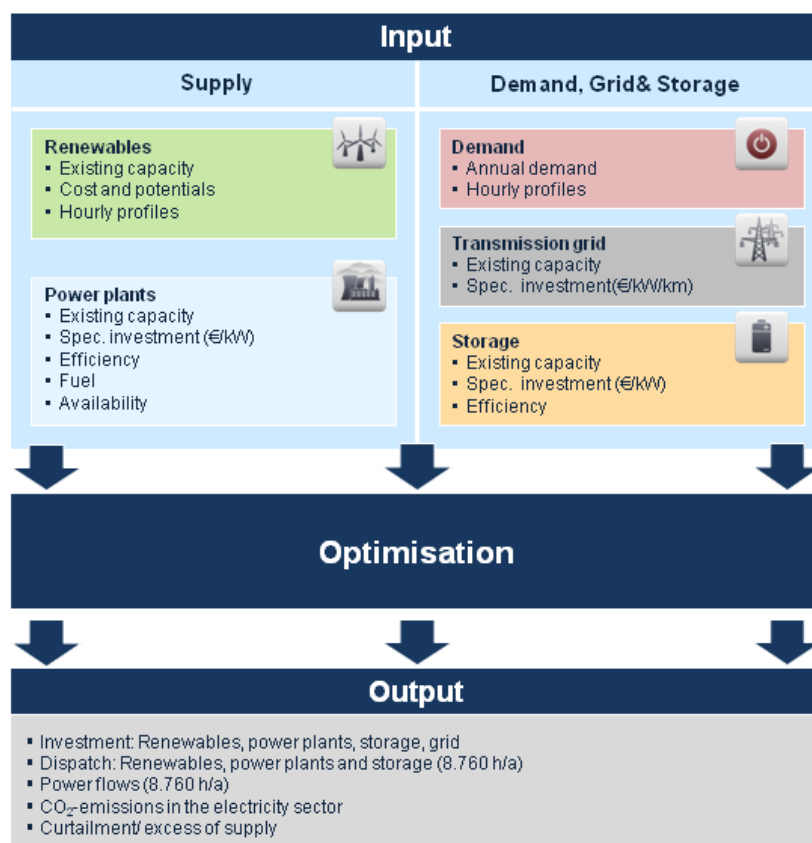 Input
Supply
Demand, Grid& Storage
Renewables
▪ Existing capacity
▪ Cost and potentials
▪ Hourly profiles
Power plants
▪ Existing capacity
▪ Spec. investment (€/kW)
▪ Efficiency
▪ Fuel
▪ Availability
Demand
▪ Annual demand
▪ Hourly profiles
Transmission grid
▪ Existing capacity
▪ Spec. investment(€/kW/km)
Storage
▪ Existing capacity
▪ Spec. investment (€/kW)
▪ Efficiency
Optimisation
Output
▪ Investment: Renewables, power plants, storage, grid
▪ Dispatch: Renewables, power plants and storage (8.760 h/a)
▪ Power flows (8.760 h/a)
▪ CO₂-emissions in the electricity sector
▪ Curtailment/ excess of supply